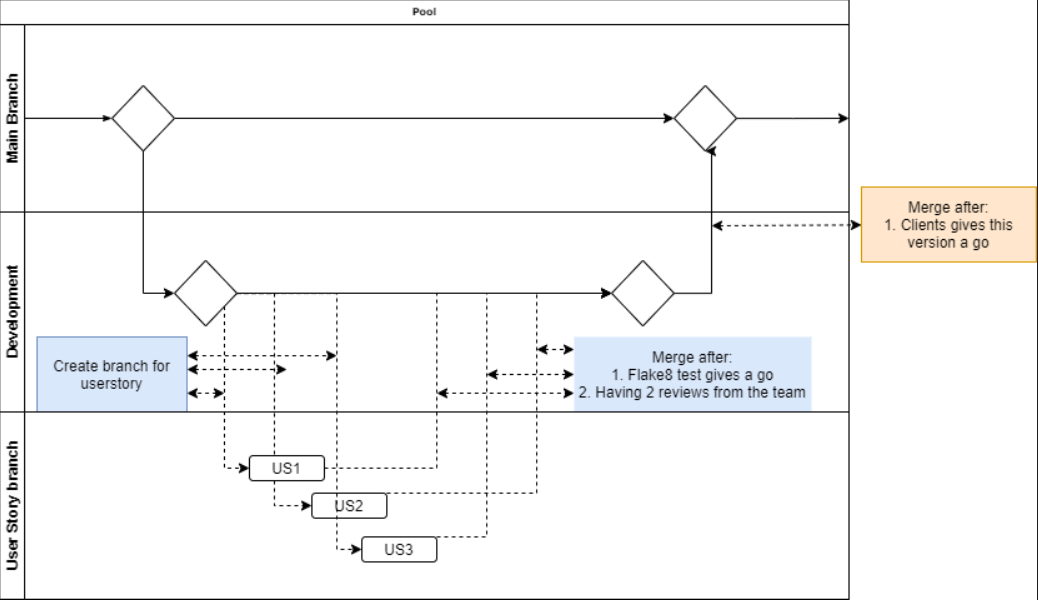 Pool
Main Branch
Merge after:
1. Clients gives this
version a go
Development
Create branch for
userstory
Merge after:
1. Flake8 test gives a go
2. Having 2 reviews from the team
User Story branch
US1
US2
US3